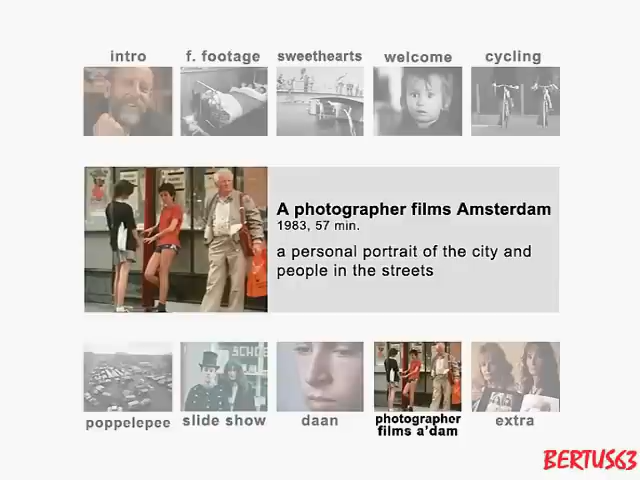 intro f. footage sweethearts welcome cycling
A photographer films Amsterdam
1983, 57 min.
a personal portrait of the city and
people in the streets
SCHOE
poppelepee slide show daan photographer
films a'dam extra
BERTUS63